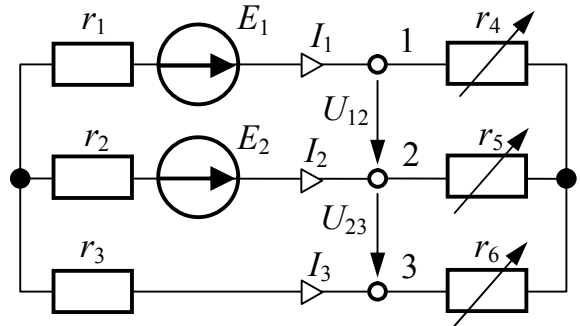 r₁ E₁ I₁ 1 r₄
U₁₂
r₂ E₂ I₂ 2 r₅
U₂₃
r₃ I₃ 3 r₆